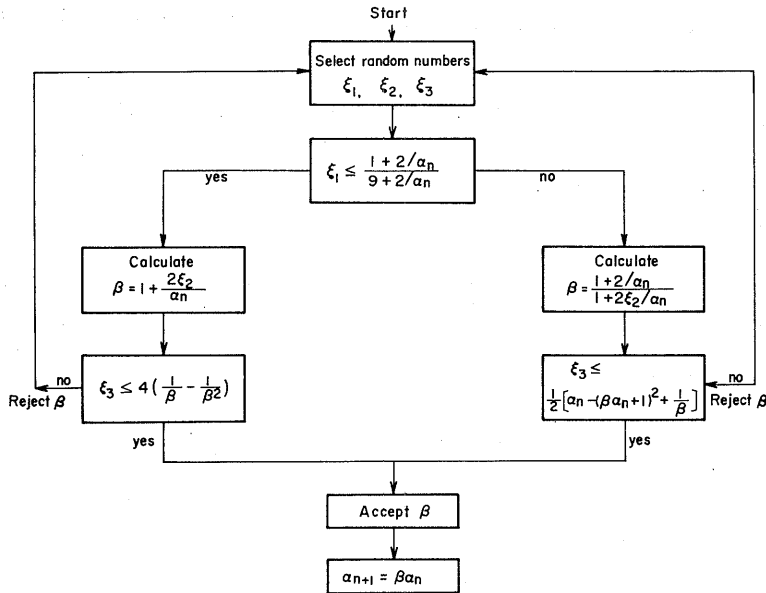 Start
Select random numbers
ξ₁, ξ₂, ξ₃
ξ₁ ≤ (1 + 2/αn)/(9 + 2/αn)
yes
no
Calculate
β = 1 + 2ξ₂/αn
Calculate
β = (1 + 2/αn)/(1 + 2ξ₂/αn)
ξ₃ ≤ 4(1/β − 1/β²)
no
Reject β
ξ₃ ≤
1/2[αn −(βαn+1)² + 1/β]
no
Reject β
yes
yes
Accept β
αn+1 = βαn